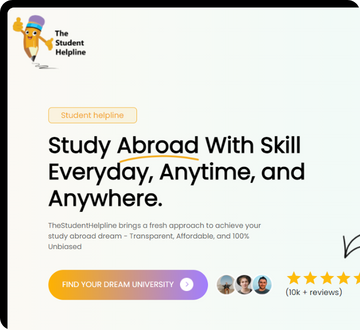 The
Student
Helpline
Student helpline
Study Abroad With Skill
Everyday, Anytime, and
Anywhere.
TheStudentHelpline brings a fresh approach to achieve your
study abroad dream - Transparent, Affordable, and 100%
Unbiased
FIND YOUR DREAM UNIVERSITY
(10k + reviews)